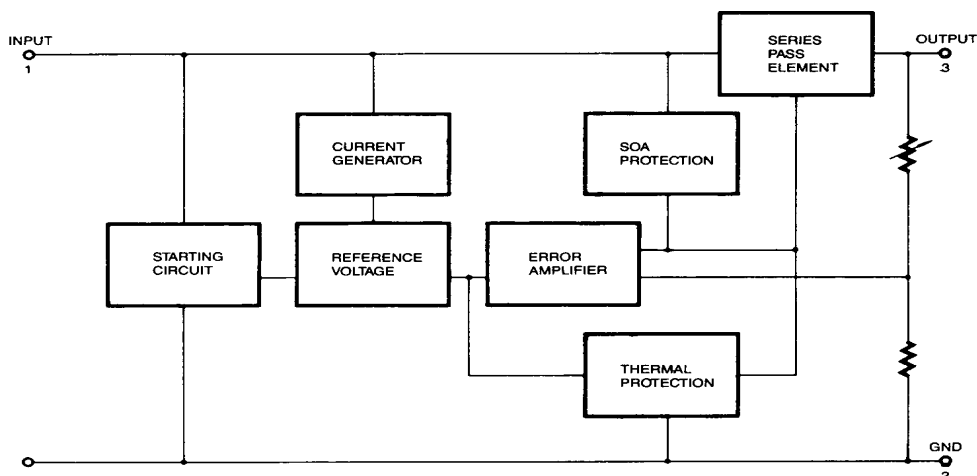 INPUT
1
SERIES
PASS
ELEMENT
OUTPUT
3
CURRENT
GENERATOR
SOA
PROTECTION
STARTING
CIRCUIT
REFERENCE
VOLTAGE
ERROR
AMPLIFIER
THERMAL
PROTECTION
GND